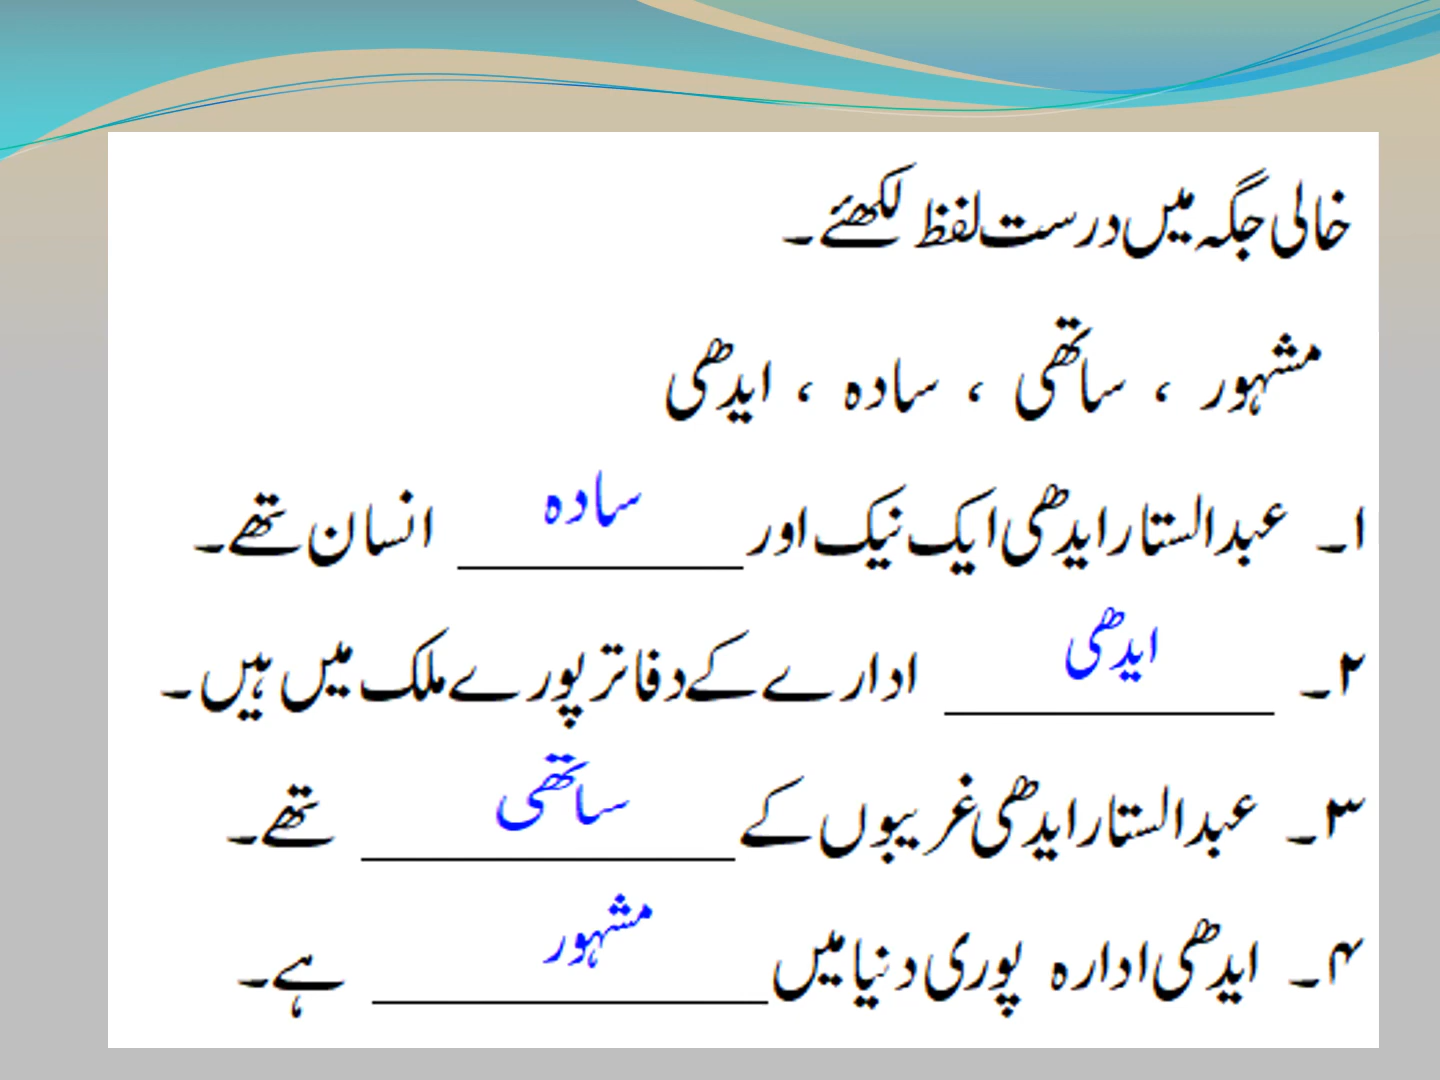 خالی جگہ میں درست لفظ لکھئے۔
مشہور ، ساتھی ، سادہ ، ایدھی
۱۔ عبدالستار ایدھی ایک نیک اور سادہ انسان تھے۔
۲۔ ایدھی ادارے کے دفاتر پورے ملک میں ہیں۔
۳۔ عبدالستار ایدھی غریبوں کے ساتھی تھے۔
۴۔ ایدھی ادارہ پوری دنیا میں مشہور ہے۔